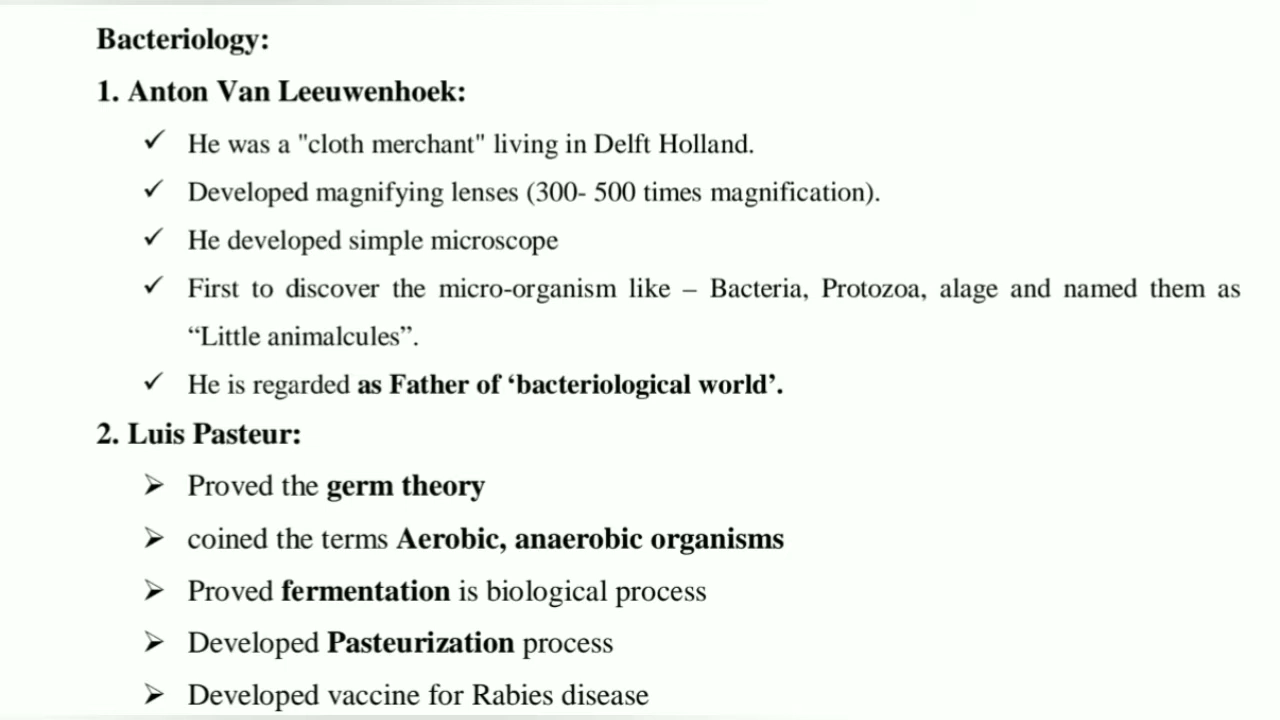 Bacteriology:
1. Anton Van Leeuwenhoek:
✓ He was a "cloth merchant" living in Delft Holland.
✓ Developed magnifying lenses (300- 500 times magnification).
✓ He developed simple microscope
✓ First to discover the micro-organism like – Bacteria, Protozoa, alage and named them as
“Little animalcules”.
✓ He is regarded as Father of ‘bacteriological world’.
2. Luis Pasteur:
➢ Proved the germ theory
➢ coined the terms Aerobic, anaerobic organisms
➢ Proved fermentation is biological process
➢ Developed Pasteurization process
➢ Developed vaccine for Rabies disease